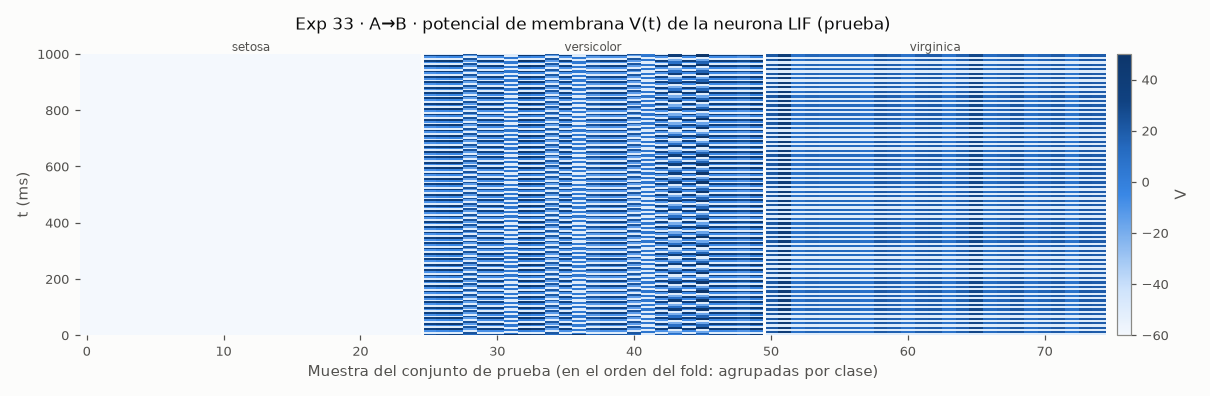 Exp 33 · A→B · potencial de membrana V(t) de la neurona LIF (prueba)
setosa versicolor virginica
1000
800
600
400
200
0
t (ms)
0 10 20 30 40 50 60 70
Muestra del conjunto de prueba (en el orden del fold: agrupadas por clase)
40
20
0
−20
−40
−60
V